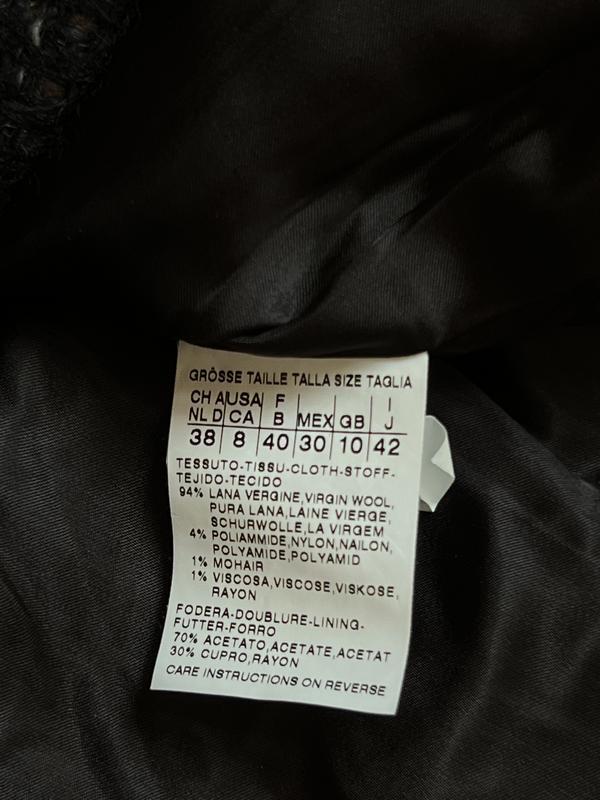 GRÖSSE TAILLE TALLA SIZE TAGLIA
CH A USA F I
NL D CA B MEX GB J
38 8 40 30 10 42
TESSUTO-TISSU-CLOTH-STOFF-
TEJIDO-TECIDO
94% LANA VERGINE,VIRGIN WOOL,
PURA LANA,LAINE VIERGE,
SCHURWOLLE,LA VIRGEM
4% POLIAMMIDE,NYLON,NAILON,
POLYAMIDE,POLYAMID
1% MOHAIR
1% VISCOSA,VISCOSE,VISKOSE,
RAYON
FODERA-DOUBLURE-LINING-
FUTTER-FORRO
70% ACETATO,ACETATE,ACETAT
30% CUPRO,RAYON
CARE INSTRUCTIONS ON REVERSE